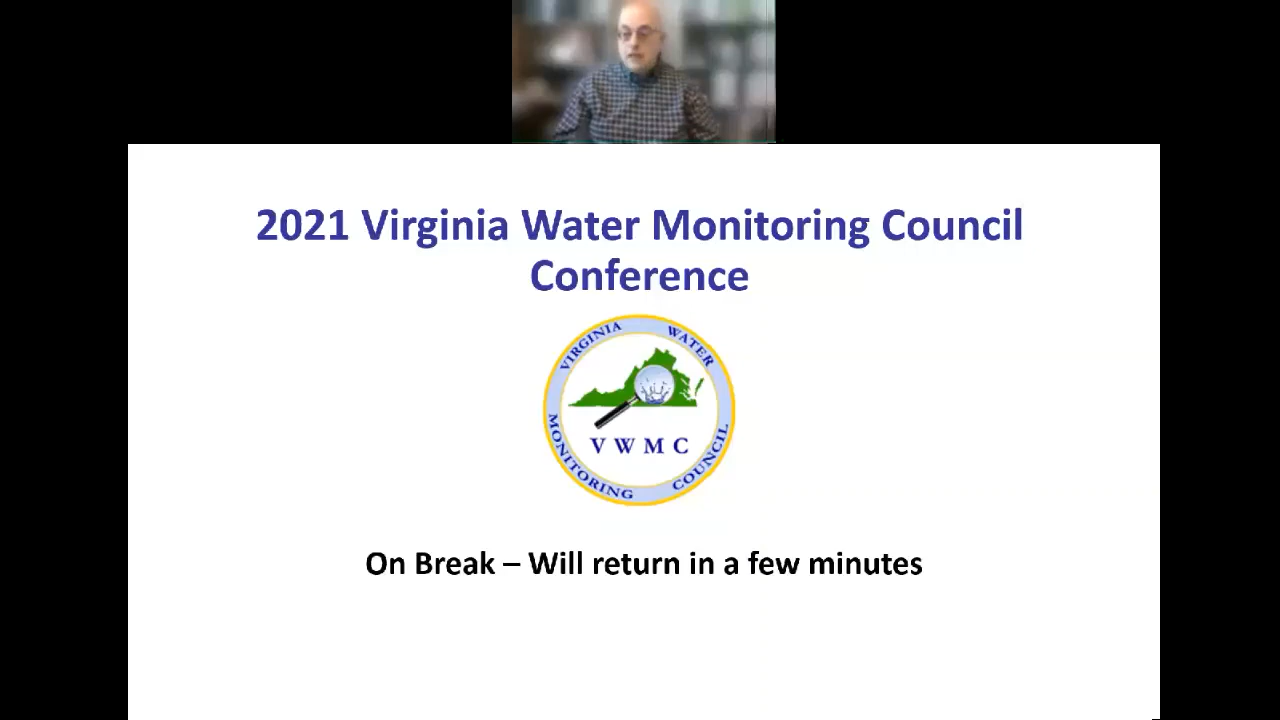 2021 Virginia Water Monitoring Council
Conference
VIRGINIA WATER
MONITORING COUNCIL
VWMC
On Break – Will return in a few minutes